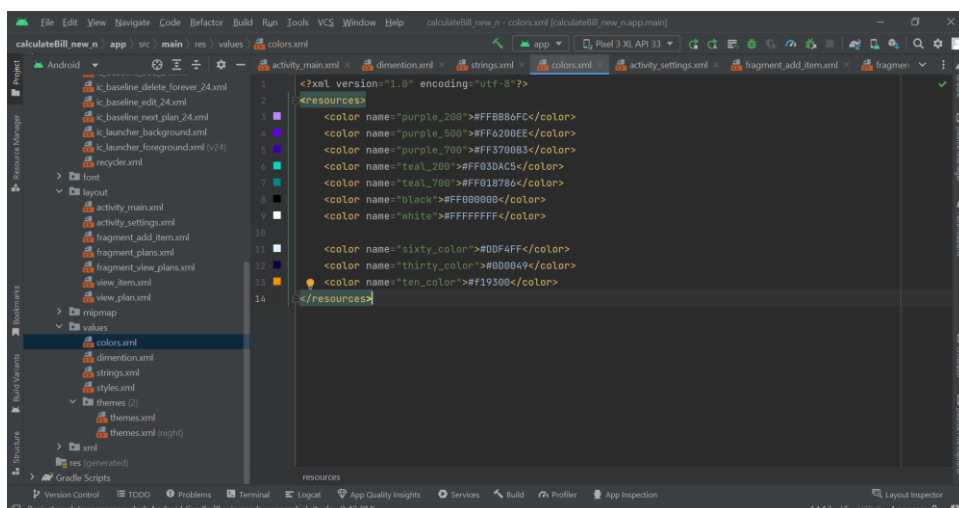 File Edit View Navigate Code Refactor Build Run Tools VCS Window Help calculateBill_new_n - colors.xml [calculateBill_new_n.app.main]
calculateBill_new_n app src main res values colors.xml app Pixel 3 XL API 33
Project Android activity_main.xml dimention.xml strings.xml colors.xml activity_settings.xml fragment_add_item.xml fragmen
ic_baseline_delete_forever_24.xml
ic_baseline_edit_24.xml
ic_baseline_next_plan_24.xml
ic_launcher_background.xml
ic_launcher_foreground.xml (v24)
recycler.xml
font
layout
activity_main.xml
activity_settings.xml
fragment_add_item.xml
fragment_plans.xml
fragment_view_plans.xml
view_item.xml
view_plan.xml
mipmap
values
colors.xml
dimention.xml
strings.xml
styles.xml
themes (2)
themes.xml
themes.xml (night)
xml
res (generated)
Gradle Scripts
Resource Manager
Bookmarks
Build Variants
Structure
1 <?xml version="1.0" encoding="utf-8"?>
2 <resources>
3 <color name="purple_200">#FFBB86FC</color>
4 <color name="purple_500">#FF6200EE</color>
5 <color name="purple_700">#FF3700B3</color>
6 <color name="teal_200">#FF03DAC5</color>
7 <color name="teal_700">#FF018786</color>
8 <color name="black">#FF000000</color>
9 <color name="white">#FFFFFFFF</color>
10
11 <color name="sixty_color">#DDF4FF</color>
12 <color name="thirty_color">#0D0049</color>
13 <color name="ten_color">#f19300</color>
14 </resources>
resources
Version Control TODO Problems Terminal Logcat App Quality Insights Services Build Profiler App Inspection Layout Inspector